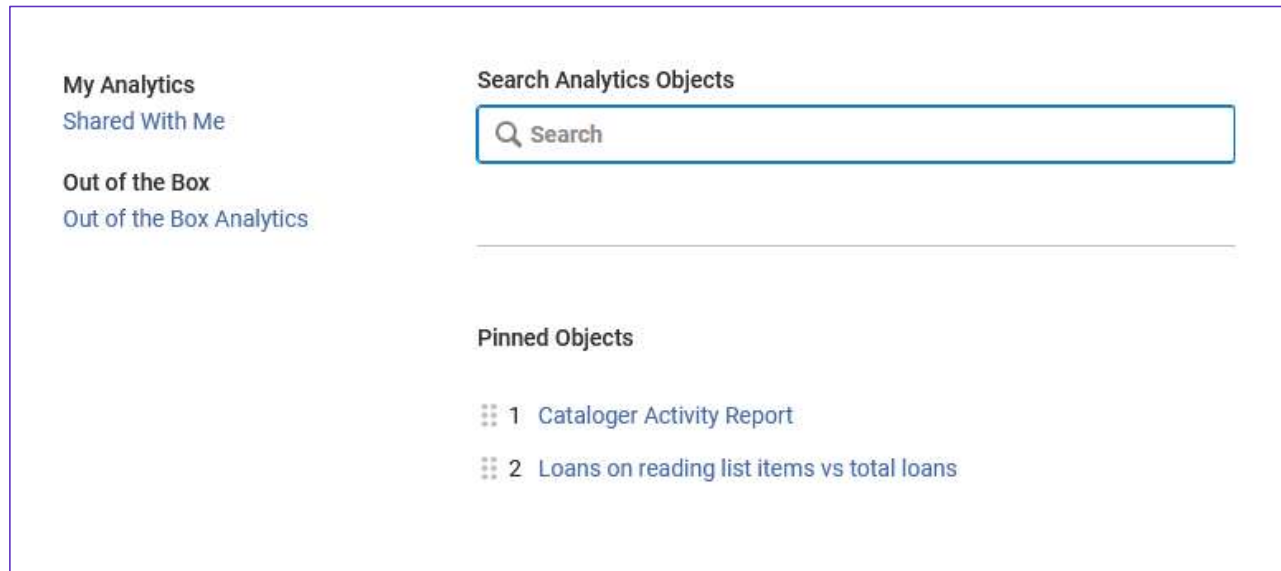 My Analytics
Shared With Me
Out of the Box
Out of the Box Analytics
Search Analytics Objects
Search
Pinned Objects
1 Cataloger Activity Report
2 Loans on reading list items vs total loans